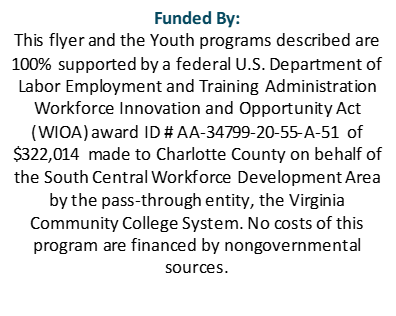 Funded By:
This flyer and the Youth programs described are
100% supported by a federal U.S. Department of
Labor Employment and Training Administration
Workforce Innovation and Opportunity Act
(WIOA) award ID # AA-34799-20-55-A-51 of
$322,014 made to Charlotte County on behalf of
the South Central Workforce Development Area
by the pass-through entity, the Virginia
Community College System. No costs of this
program are financed by nongovernmental
sources.